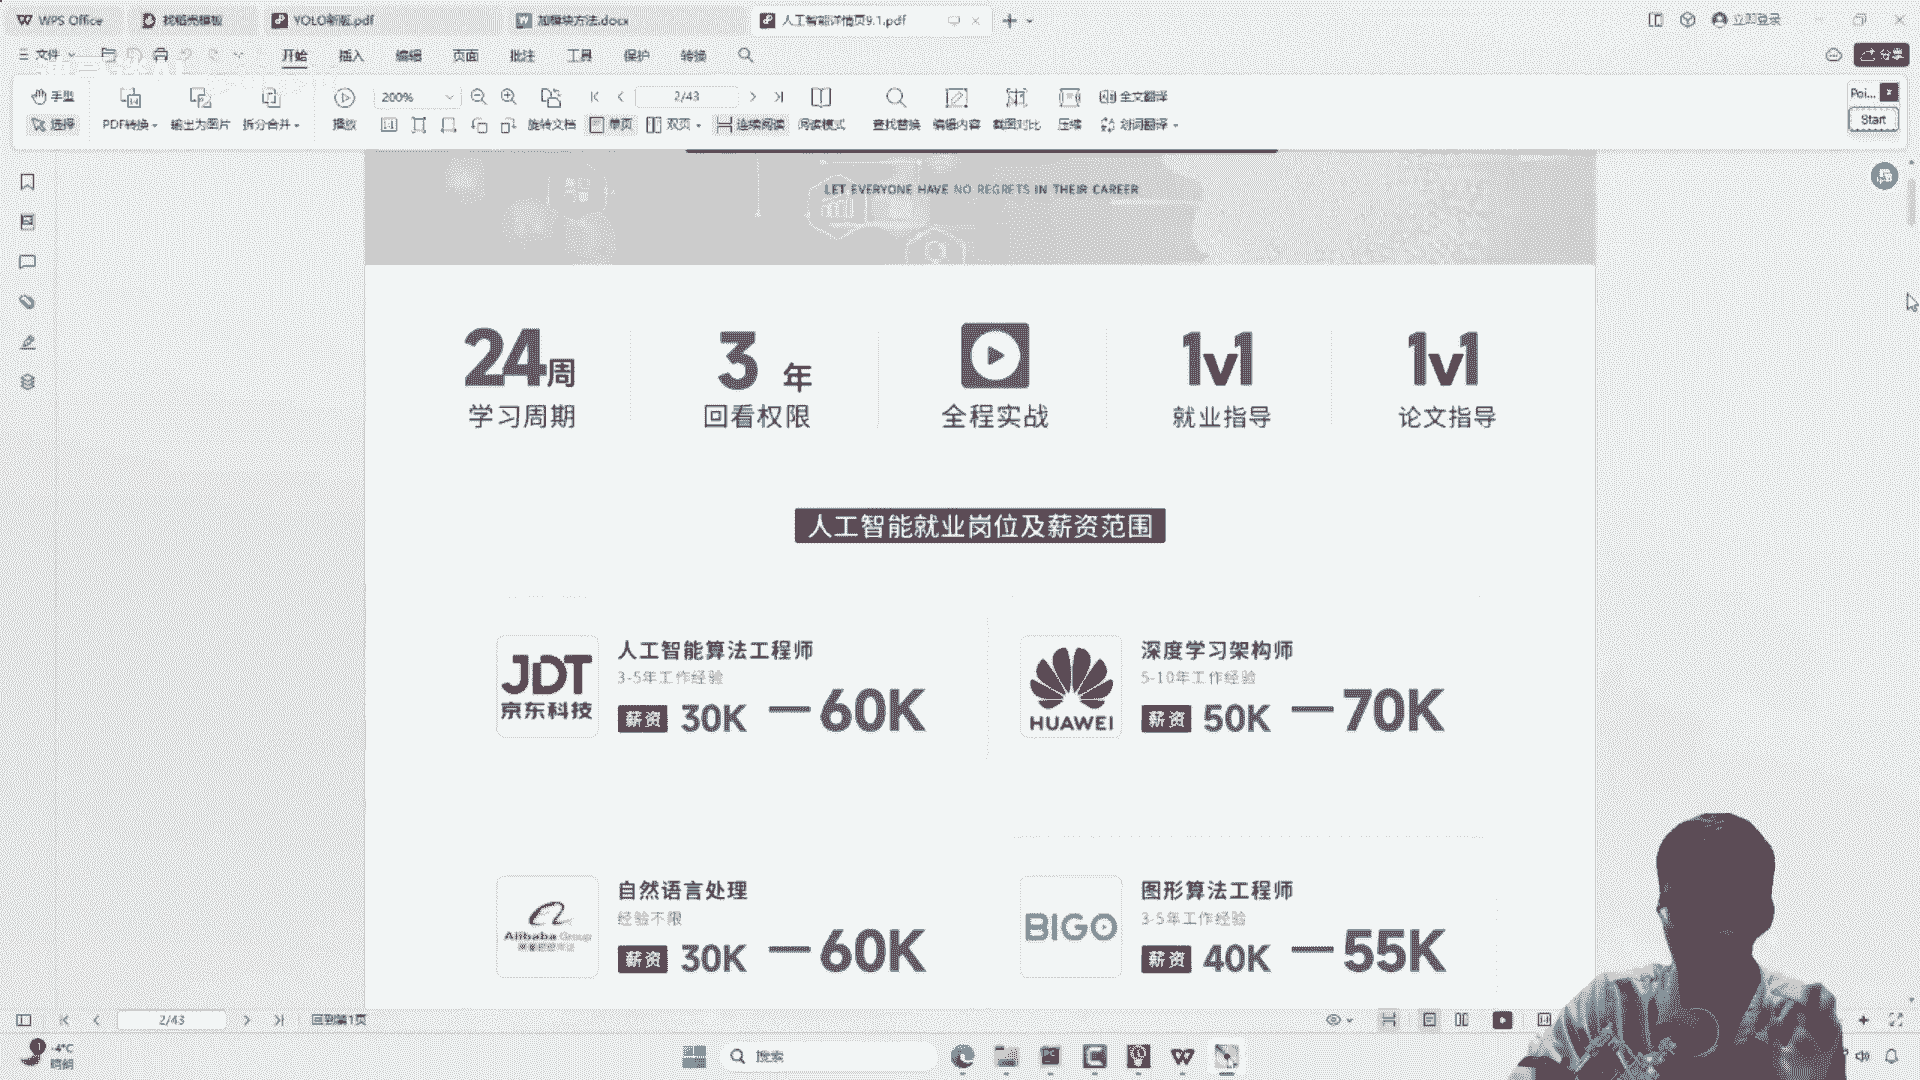 WPS Office 找稻壳模板 YOLO新版.pdf 加模块方法.docx 人工智能详情页9.1.pdf 立即登录
文件 开始 插入 编辑 页面 批注 工具 保护 转换 分享
手型 200% 2/43 全文翻译
选择 PDF转换 输出为图片 拆分合并 播放 旋转文档 单页 双页 连续阅读 阅读模式 查找替换 编辑内容 截图对比 压缩 划词翻译
Poi...
Start
LET EVERYONE HAVE NO REGRETS IN THEIR CAREER
24周 3 年 1v1 1v1
学习周期 回看权限 全程实战 就业指导 论文指导
人工智能就业岗位及薪资范围
JDT
京东科技
人工智能算法工程师
3-5年工作经验
薪资 30K —60K
HUAWEI
深度学习架构师
5-10年工作经验
薪资 50K —70K
Alibaba Group
自然语言处理
经验不限
薪资 30K —60K
BIGO
图形算法工程师
3-5年工作经验
薪资 40K —55K
2/43 回到第1页
-4°C
晴朗
搜索